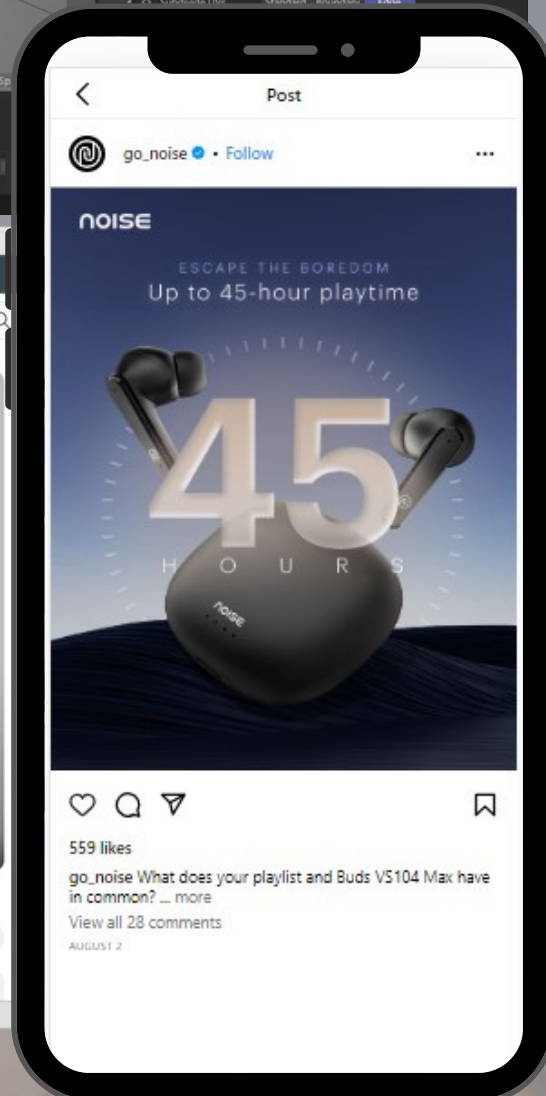 Post
go_noise • Follow
noise
ESCAPE THE BOREDOM
Up to 45-hour playtime
45
HOURS
noise
559 likes
go_noise What does your playlist and Buds VS104 Max have
in common? ... more
View all 28 comments
AUGUST 2